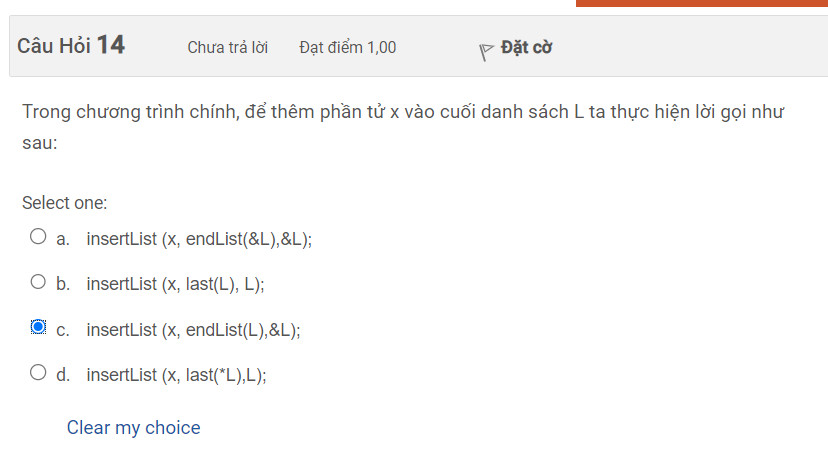 Câu Hỏi 14 Chưa trả lời Đạt điểm 1,00 Đặt cờ
Trong chương trình chính, để thêm phần tử x vào cuối danh sách L ta thực hiện lời gọi như
sau:
Select one:
a. insertList (x, endList(&L),&L);
b. insertList (x, last(L), L);
c. insertList (x, endList(L),&L);
d. insertList (x, last(*L),L);
Clear my choice